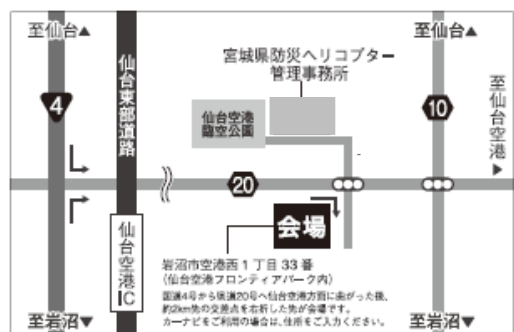 至仙台▲
至仙台▲
宮城県防災ヘリコプター
管理事務所
仙台東部道路
4
仙台空港
臨空公園
10
至仙台空港▶
20
会場
仙台空港IC
岩沼市空港西1丁目33番
(仙台空港フロンティアパーク内)
国道4号から県道20号へ仙台空港方面に曲がった後、
約2km先の交差点を右折した先が会場です。
カーナビをご利用の場合は、住所をご入力ください。
至岩沼▼
至岩沼▼